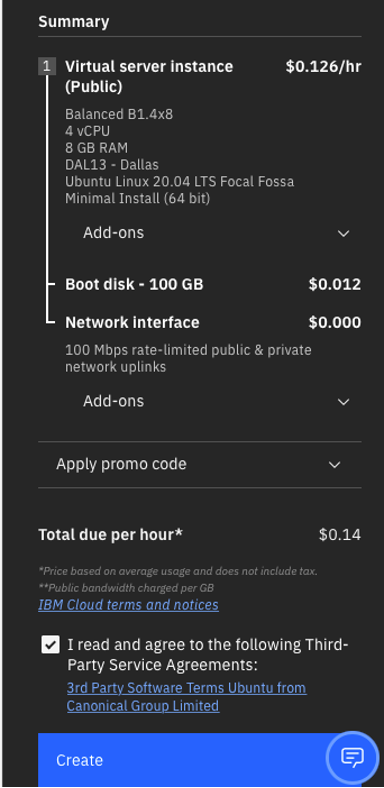 Summary
1 Virtual server instance $0.126/hr
(Public)
Balanced B1.4x8
4 vCPU
8 GB RAM
DAL13 - Dallas
Ubuntu Linux 20.04 LTS Focal Fossa
Minimal Install (64 bit)
Add-ons
Boot disk - 100 GB $0.012
Network interface $0.000
100 Mbps rate-limited public & private
network uplinks
Add-ons
Apply promo code
Total due per hour* $0.14
*Price based on average usage and does not include tax.
**Public bandwidth charged per GB
IBM Cloud terms and notices
I read and agree to the following Third-
Party Service Agreements:
3rd Party Software Terms Ubuntu from
Canonical Group Limited
Create